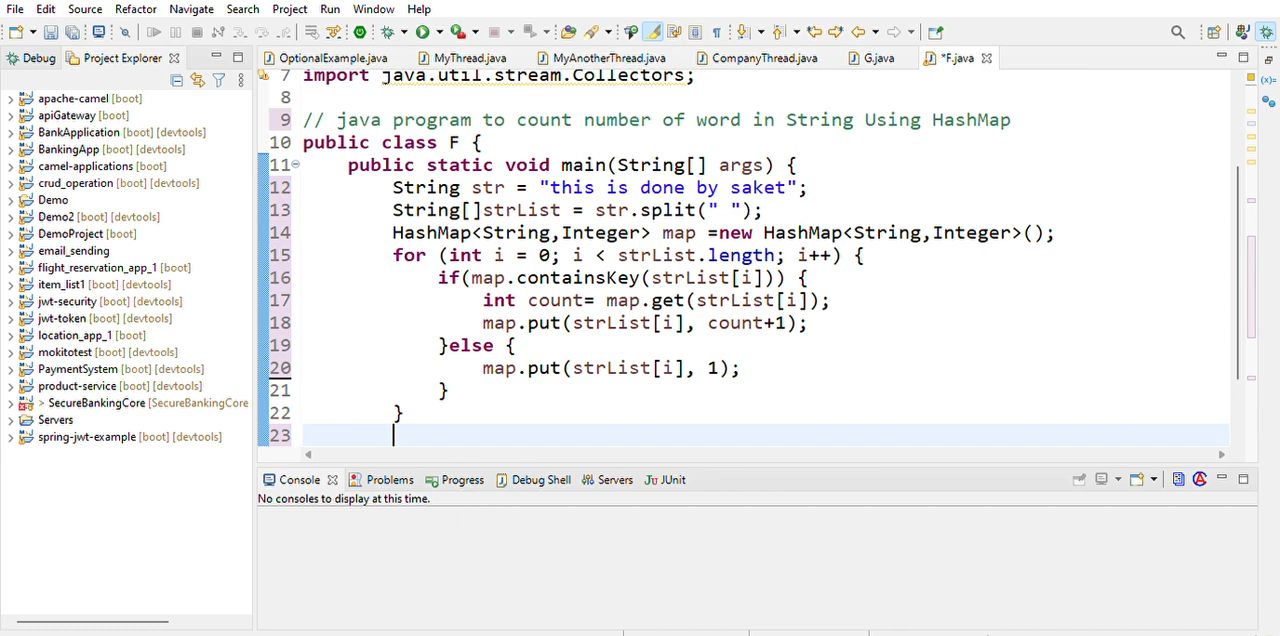 File Edit Source Refactor Navigate Search Project Run Window Help
Debug Project Explorer
OptionalExample.java MyThread.java MyAnotherThread.java CompanyThread.java G.java *F.java
apache-camel [boot]
apiGateway [boot]
BankApplication [boot] [devtools]
BankingApp [boot] [devtools]
camel-applications [boot]
crud_operation [boot] [devtools]
Demo
Demo2 [boot] [devtools]
DemoProject [boot]
email_sending
flight_reservation_app_1 [boot]
item_list1 [boot] [devtools]
jwt-security [boot] [devtools]
jwt-token [boot] [devtools]
location_app_1 [boot]
mokitotest [boot] [devtools]
PaymentSystem [boot] [devtools]
product-service [boot] [devtools]
> SecureBankingCore [SecureBankingCore
Servers
spring-jwt-example [boot] [devtools]
7 import java.util.stream.Collectors;
8
9 // java program to count number of word in String Using HashMap
10 public class F {
11 public static void main(String[] args) {
12 String str = "this is done by saket";
13 String[]strList = str.split(" ");
14 HashMap<String,Integer> map =new HashMap<String,Integer>();
15 for (int i = 0; i < strList.length; i++) {
16 if(map.containsKey(strList[i])) {
17 int count= map.get(strList[i]);
18 map.put(strList[i], count+1);
19 }else {
20 map.put(strList[i], 1);
21 }
22 }
23
Console Problems Progress Debug Shell Servers JUnit
No consoles to display at this time.